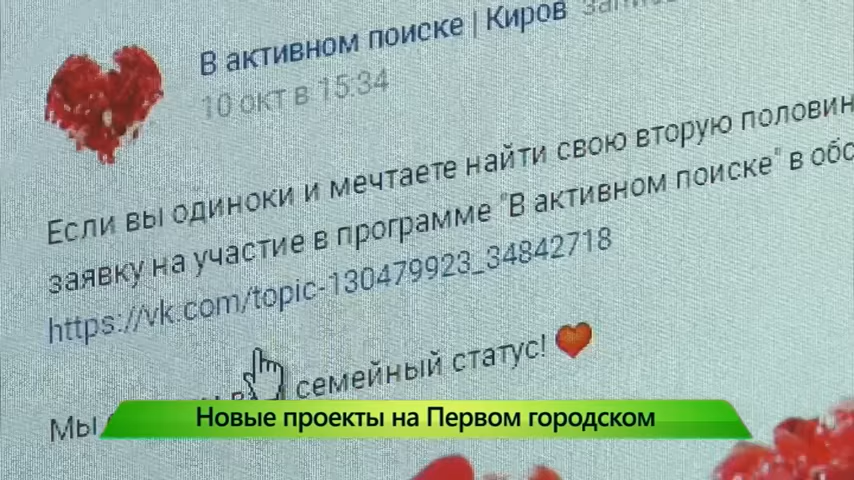 В активном поиске | Киров
10 окт в 15:34
Если вы одиноки и мечтаете найти свою вторую половин
заявку на участие в программе "В активном поиске" в обс
https://vk.com/topic-130479923_34842718
Мы семейный статус!
Новые проекты на Первом городском